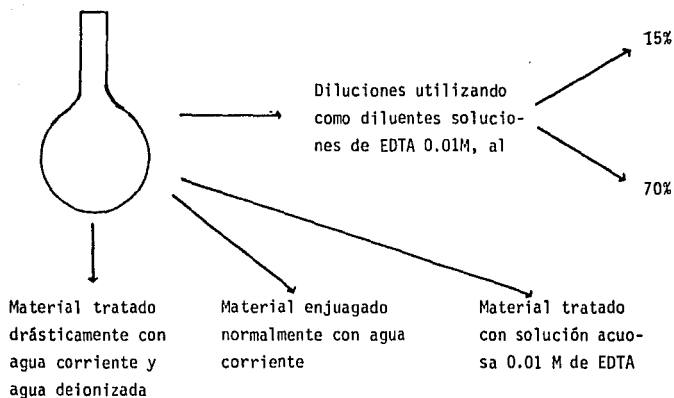 15%
Diluciones utilizando
como diluentes solucio-
nes de EDTA 0.01M, al
70%
Material tratado
drásticamente con
agua corriente y
agua deionizada
Material enjuagado
normalmente con agua
corriente
Material tratado
con solución acuo-
sa 0.01 M de EDTA